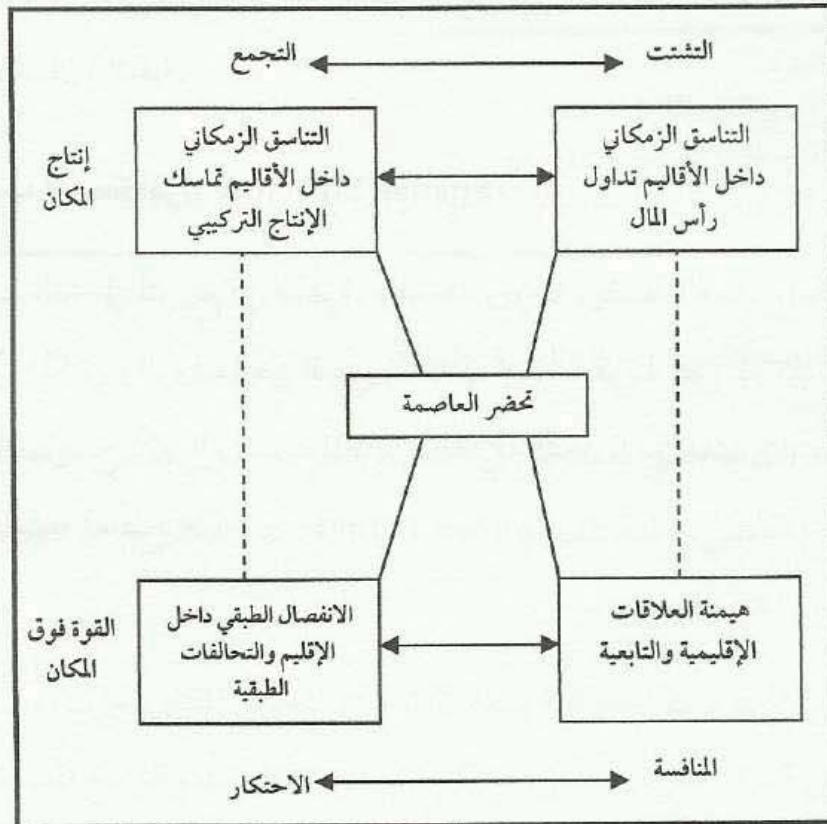 التشتت
التجمع
التناسق الزمكاني
داخل الأقاليم تداول
رأس المال
التناسق الزمكاني
داخل الأقاليم تماسك
الإنتاج التركيبي
إنتاج
المكان
تحضر العاصمة
هيمنة العلاقات
الإقليمية والتابعية
الانفصال الطبقي داخل
الإقليم والتحالفات
الطبقية
القوة فوق
المكان
المنافسة
الاحتكار